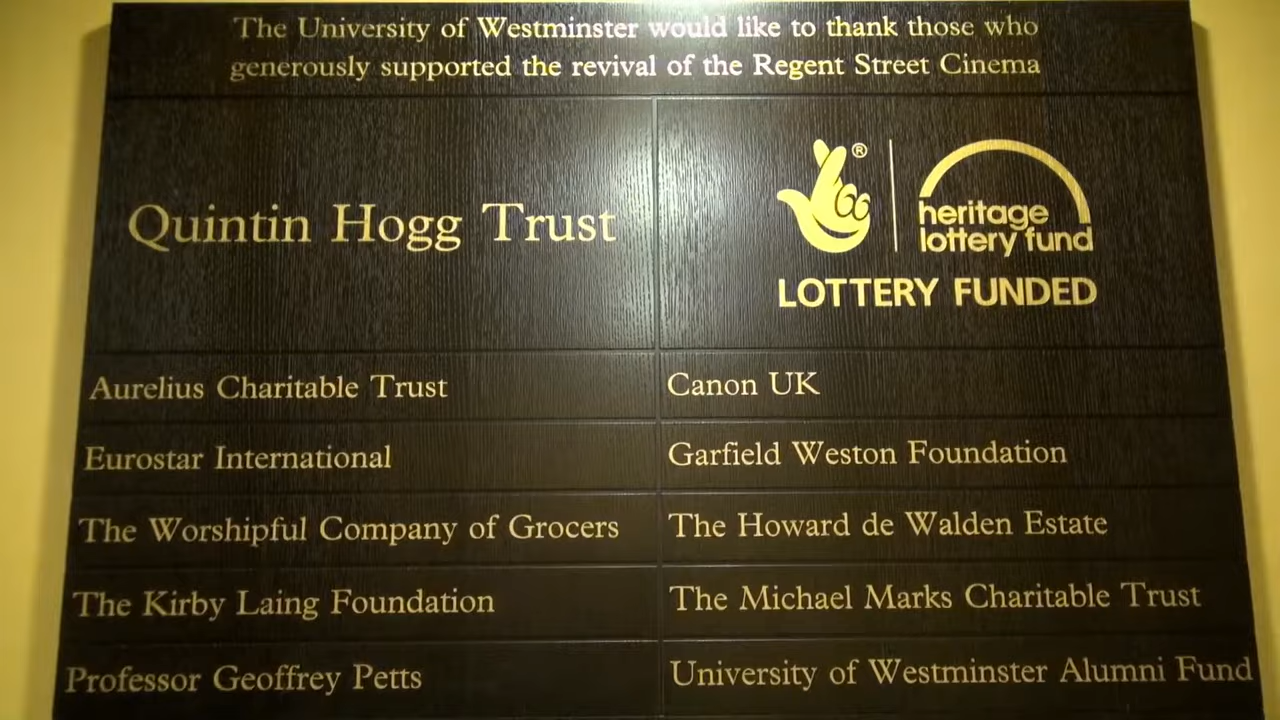 The University of Westminster would like to thank those who
generously supported the revival of the Regent Street Cinema
Quintin Hogg Trust
®
heritage
lottery fund
LOTTERY FUNDED
Aurelius Charitable Trust
Canon UK
Eurostar International
Garfield Weston Foundation
The Worshipful Company of Grocers
The Howard de Walden Estate
The Kirby Laing Foundation
The Michael Marks Charitable Trust
Professor Geoffrey Petts
University of Westminster Alumni Fund